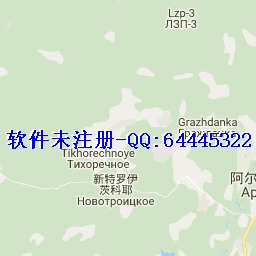 Lzp-3
ЛЗП-3
Grazhdanka
软件未注册-QQ:64445322
Tikhorechnoye
Тихоречное
新特罗伊
茨科耶
Новотроицкое
阿尔
Ар